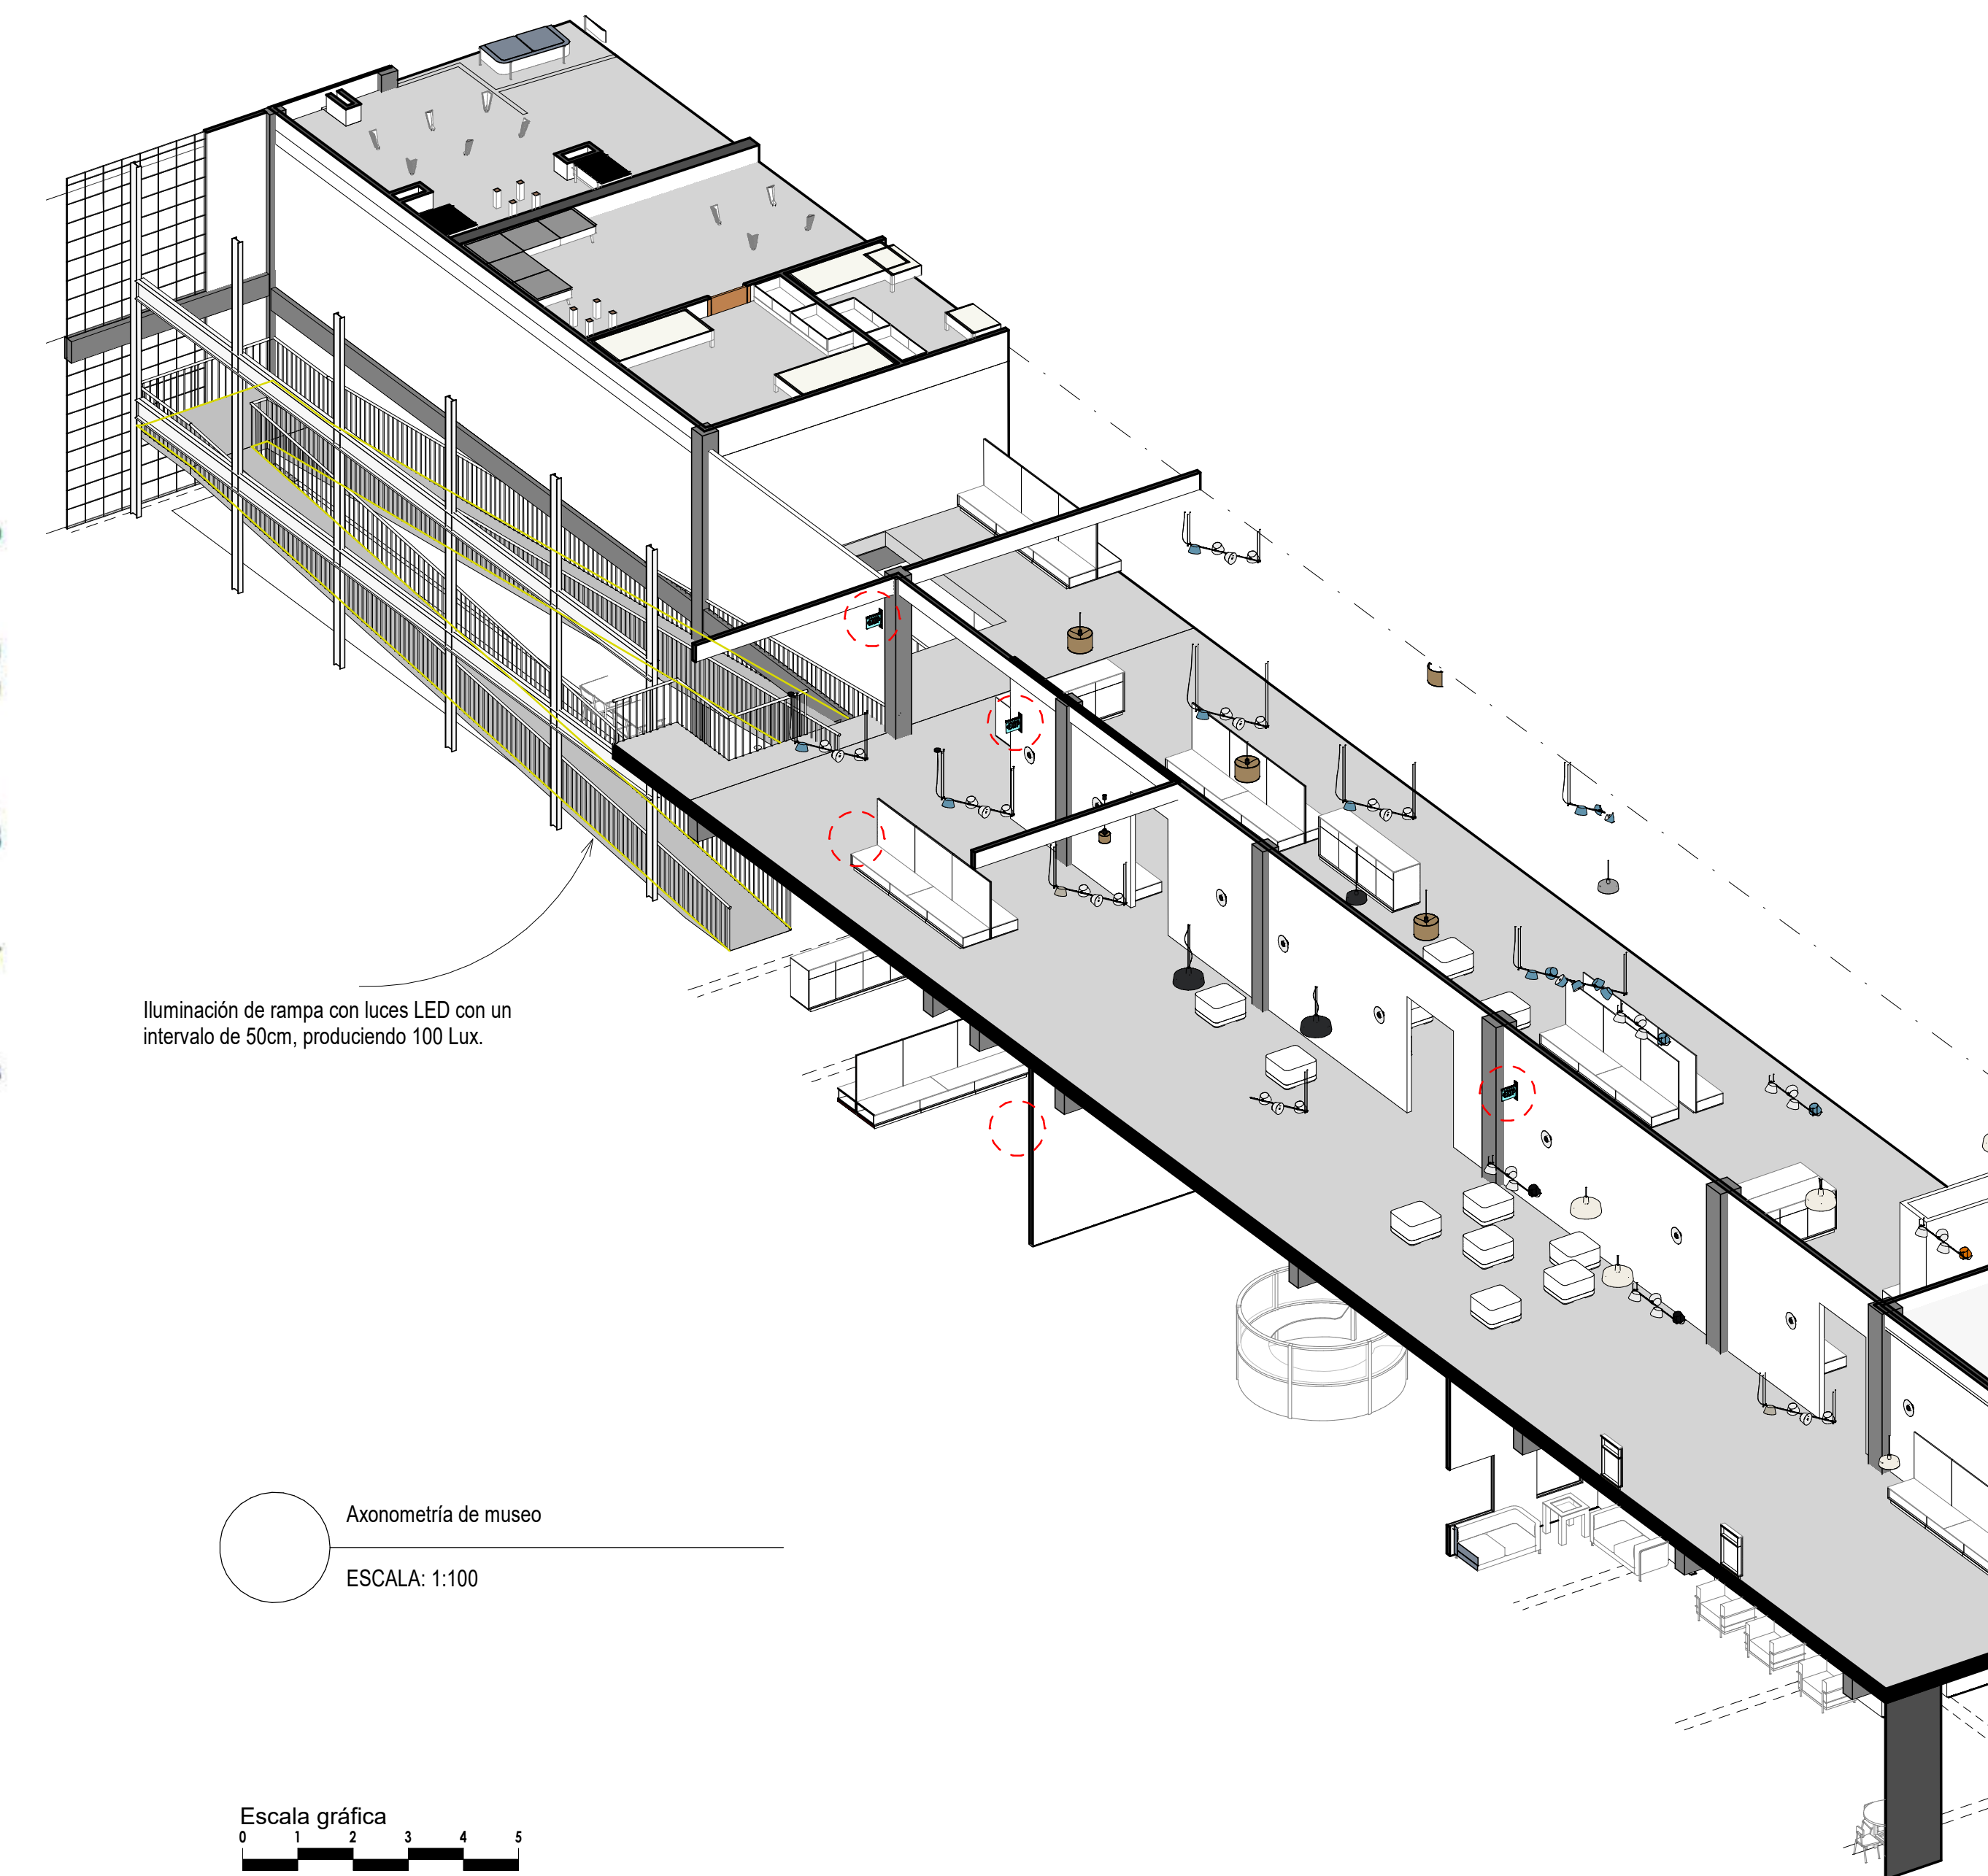 Iluminación de rampa con luces LED con un
intervalo de 50cm, produciendo 100 Lux.
Axonometría de museo
ESCALA: 1:100
Escala gráfica
0 1 2 3 4 5